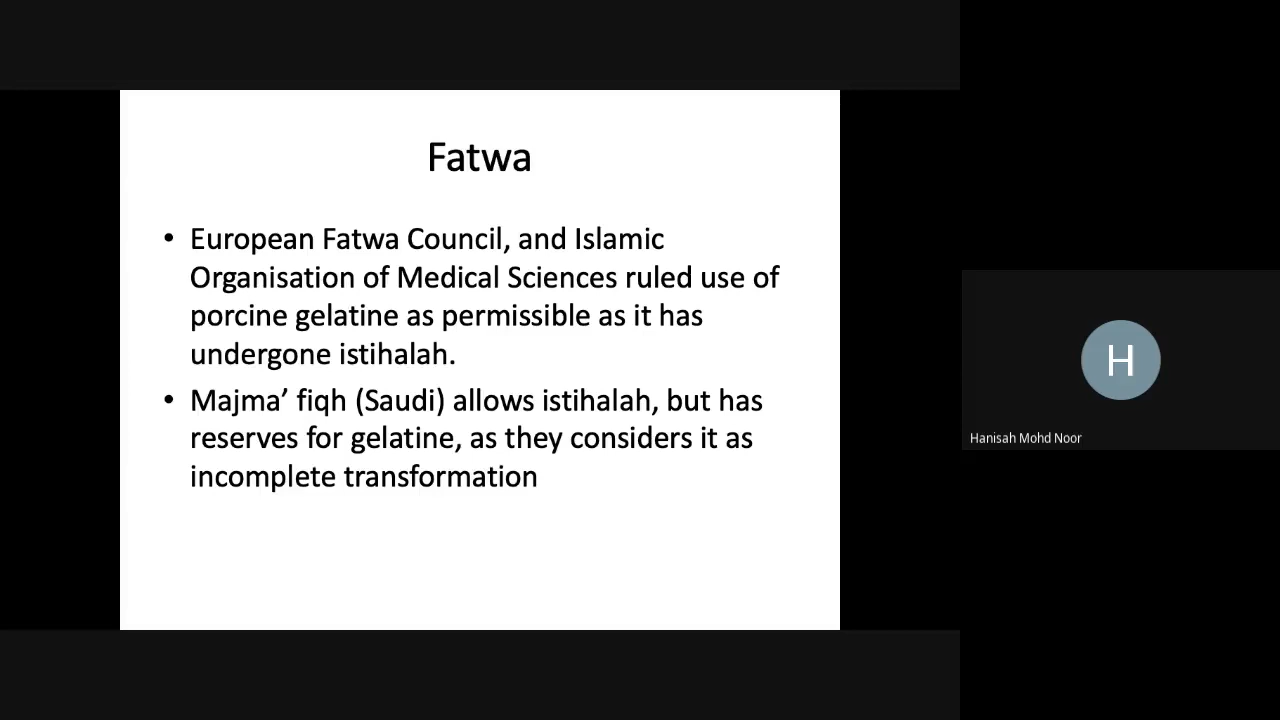 Fatwa
• European Fatwa Council, and Islamic
Organisation of Medical Sciences ruled use of
porcine gelatine as permissible as it has
undergone istihalah.
• Majma’ fiqh (Saudi) allows istihalah, but has
reserves for gelatine, as they considers it as
incomplete transformation
H
Hanisah Mohd Noor